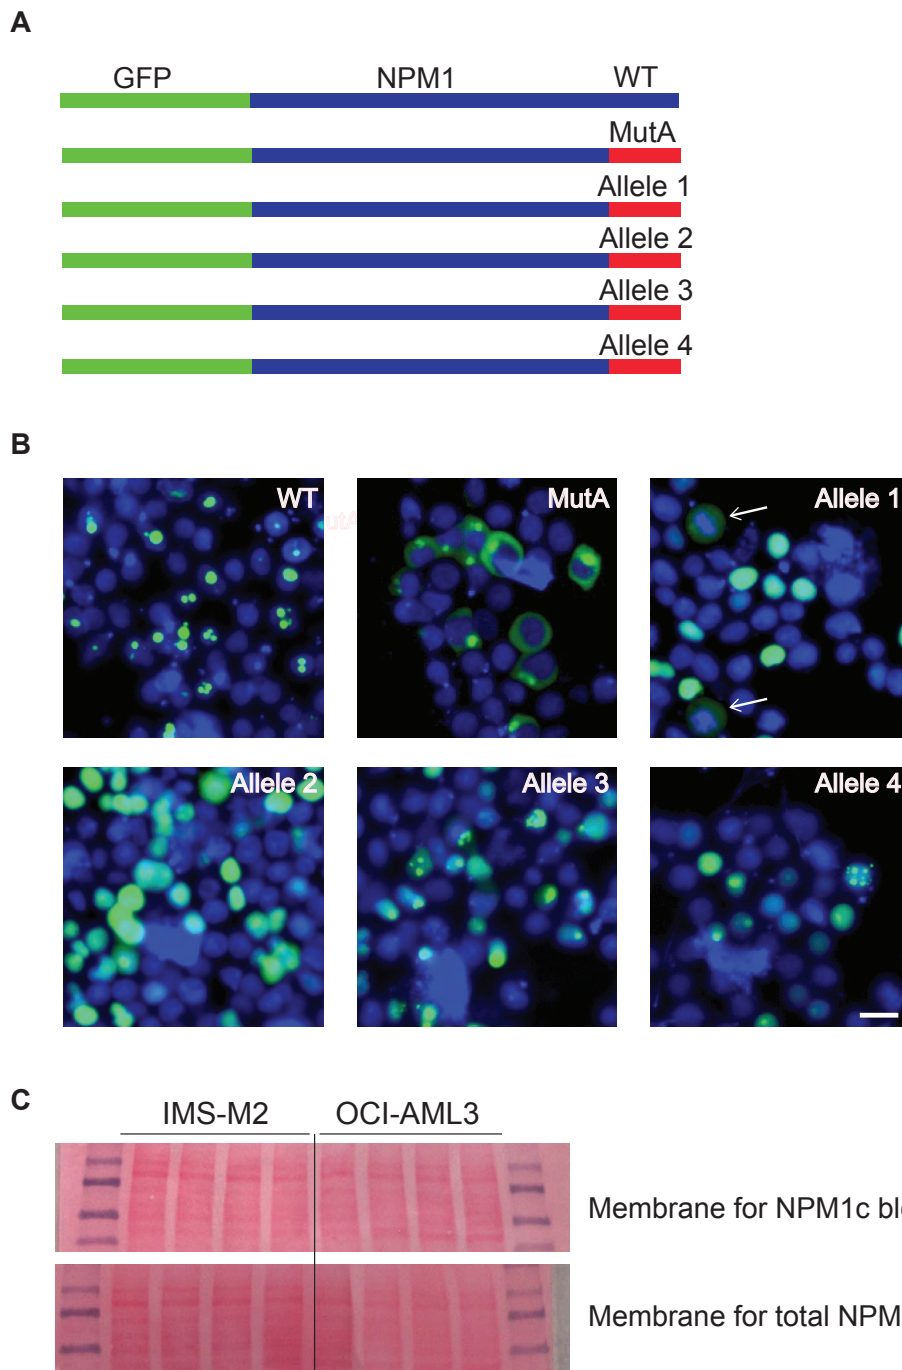 A
GFP NPM1 WT
MutA
Allele 1
Allele 2
Allele 3
Allele 4
B
WT MutA Allele 1
Allele 2 Allele 3 Allele 4
C
IMS-M2 OCI-AML3
Membrane for NPM1c
Membrane for total NPM